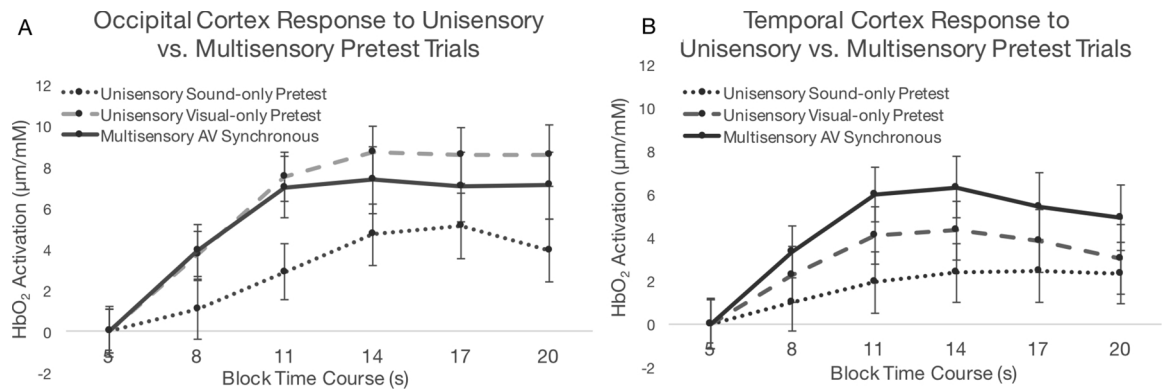 A
Occipital Cortex Response to Unisensory
vs. Multisensory Pretest Trials
12
10
8
6
4
2
0
-2
HbO₂ Activation (μm/mM)
Unisensory Sound-only Pretest
Unisensory Visual-only Pretest
Multisensory AV Synchronous
5 8 11 14 17 20
Block Time Course (s)
B
Temporal Cortex Response to
Unisensory vs. Multisensory Pretest Trials
12
10
8
6
4
2
0
-2
HbO₂ Activation (μm/mM)
Unisensory Sound-only Pretest
Unisensory Visual-only Pretest
Multisensory AV Synchronous
5 8 11 14 17 20
Block Time Course (s)